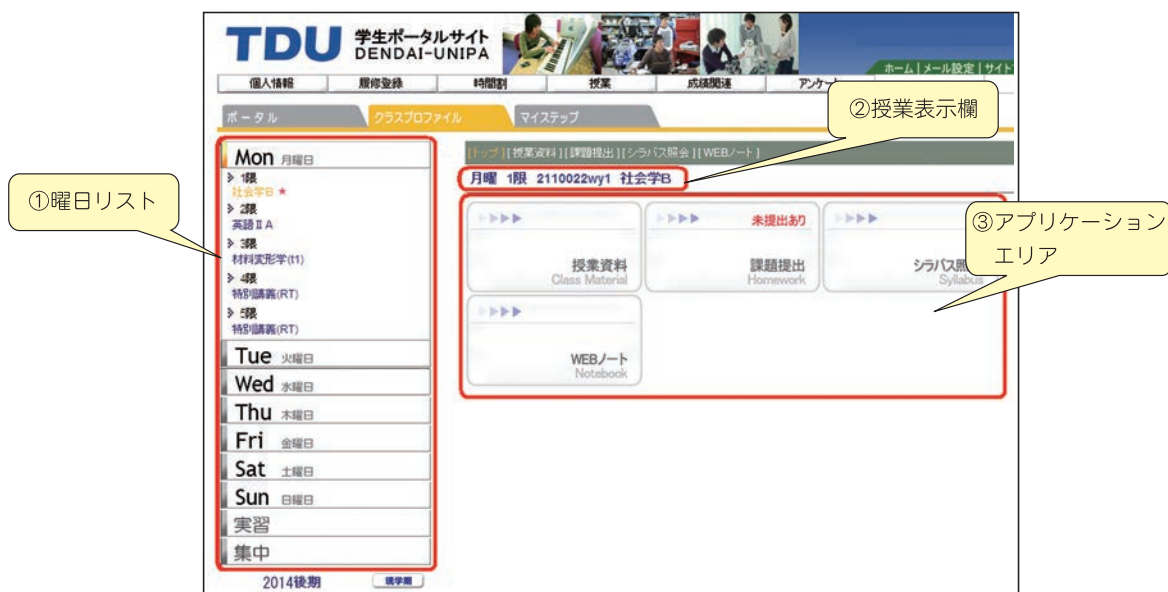 TDU 学生ポータルサイト
DENDAI-UNIPA
ホーム | メール設定 | サイト
個人情報 履修登録 時間割 授業 成績関連 アンケート
ポータル クラスプロファイル マイステップ
②授業表示欄
[トップ] [ 授業資料 ] [ 課題提出 ] [ シラバス照会 ] [ WEBノート ]
月曜 1限 2110022wy1 社会学B
①曜日リスト
Mon 月曜日
1限
社会学B ★
2限
英語ⅡA
3限
材料変形学(t1)
4限
特別講義(RT)
5限
特別講義(RT)
Tue 火曜日
Wed 水曜日
Thu 木曜日
Fri 金曜日
Sat 土曜日
Sun 日曜日
実習
集中
2014後期 現学期
授業資料
Class Material
未提出あり
課題提出
Homework
シラバス照
Syllabus
WEBノート
Notebook
③アプリケーション
エリア